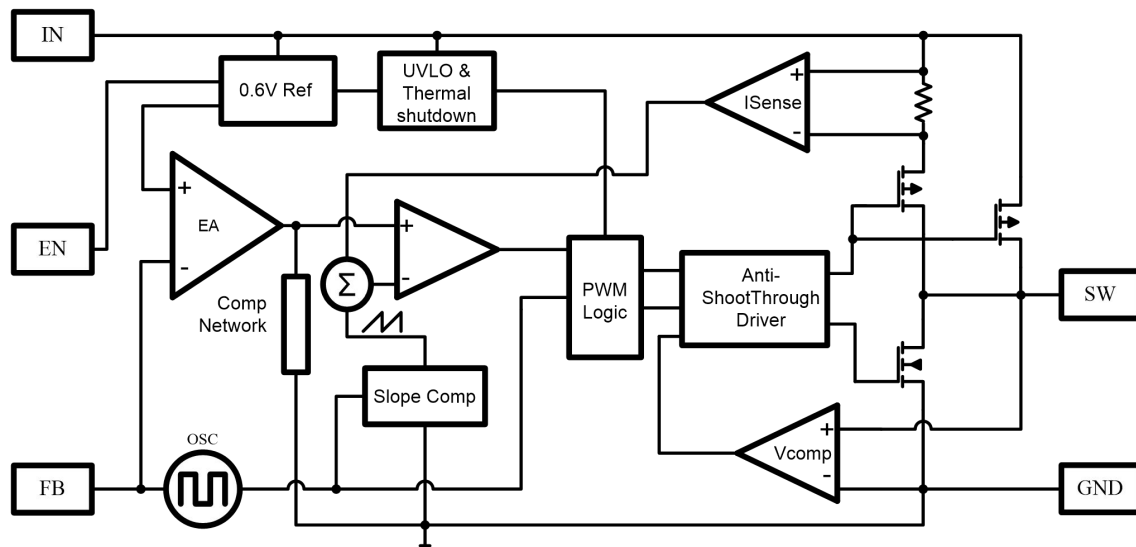 IN
0.6V Ref
UVLO &
Thermal
shutdown
+
ISense
-
EN
+
EA
-
+
-
Σ
Comp
Network
PWM
Logic
Anti-
ShootThrough
Driver
SW
Slope Comp
+
Vcomp
-
OSC
FB
GND